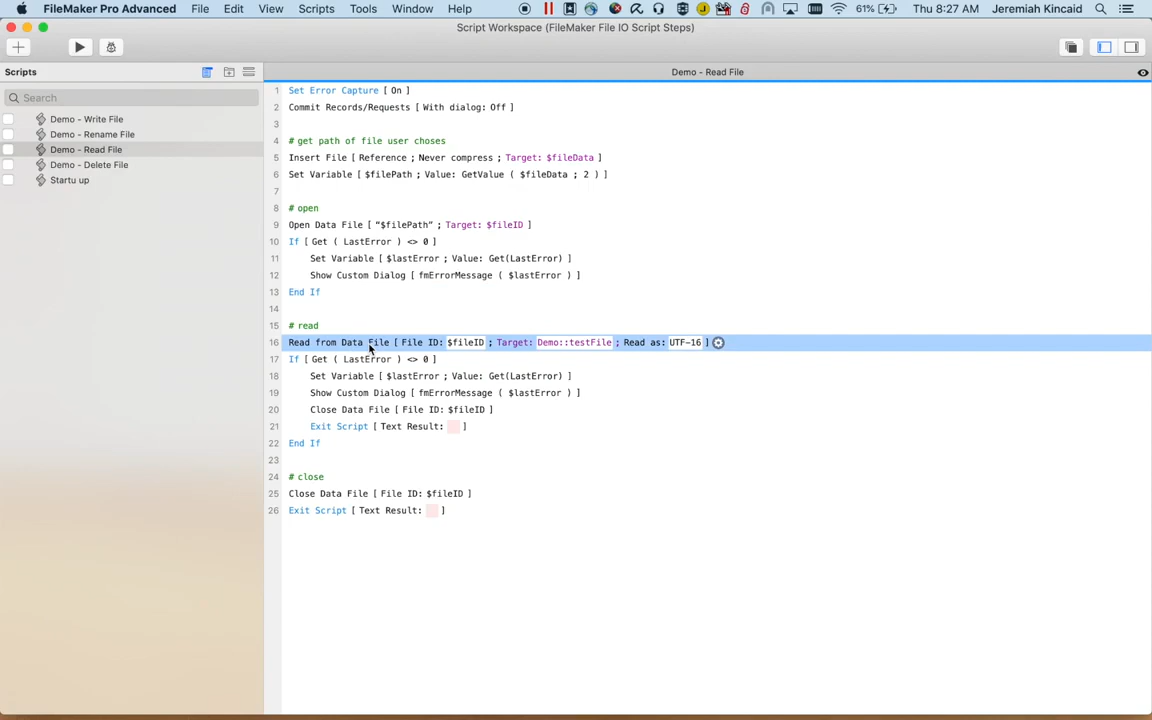 FileMaker Pro Advanced File Edit View Scripts Tools Window Help 61% Thu 8:27 AM Jeremiah Kincaid
Script Workspace (FileMaker File IO Script Steps)
Scripts
Search
Demo - Write File
Demo - Rename File
Demo - Read File
Demo - Delete File
Startu up
Demo - Read File
1 Set Error Capture [ On ]
2 Commit Records/Requests [ With dialog: Off ]
3
4 # get path of file user choses
5 Insert File [ Reference ; Never compress ; Target: $fileData ]
6 Set Variable [ $filePath ; Value: GetValue ( $fileData ; 2 ) ]
7
8 # open
9 Open Data File [ "$filePath" ; Target: $fileID ]
10 If [ Get ( LastError ) <> 0 ]
11 Set Variable [ $lastError ; Value: Get(LastError) ]
12 Show Custom Dialog [ fmErrorMessage ( $lastError ) ]
13 End If
14
15 # read
16 Read from Data File [ File ID: $fileID ; Target: Demo::testFile ; Read as: UTF-16 ]
17 If [ Get ( LastError ) <> 0 ]
18 Set Variable [ $lastError ; Value: Get(LastError) ]
19 Show Custom Dialog [ fmErrorMessage ( $lastError ) ]
20 Close Data File [ File ID: $fileID ]
21 Exit Script [ Text Result: ]
22 End If
23
24 # close
25 Close Data File [ File ID: $fileID ]
26 Exit Script [ Text Result: ]